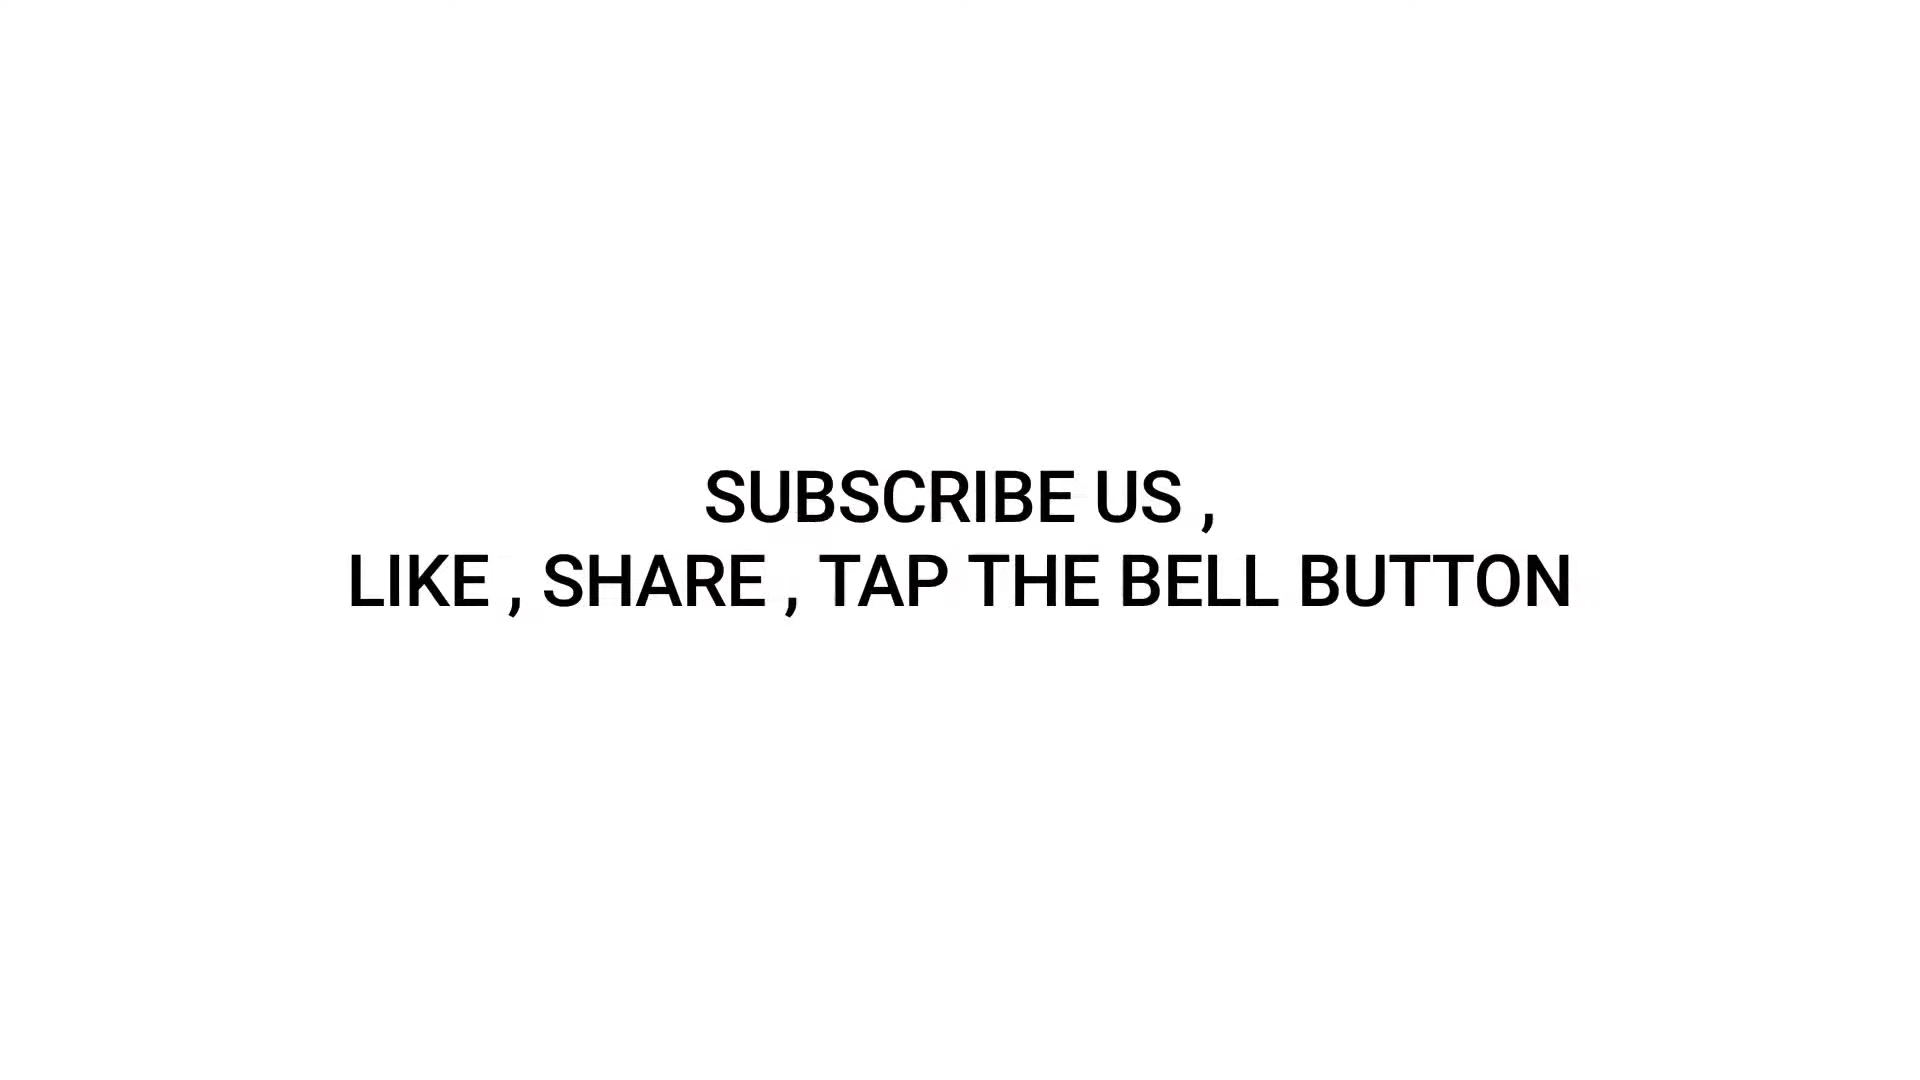 SUBSCRIBE US ,
LIKE , SHARE , TAP THE BELL BUTTON